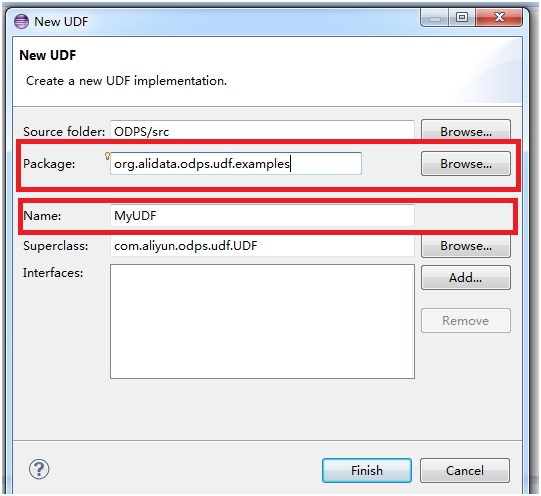 New UDF
New UDF
Create a new UDF implementation.
Source folder: ODPS/src Browse...
Package: org.alidata.odps.udf.examples Browse...
Name: MyUDF
Superclass: com.aliyun.odps.udf.UDF Browse...
Interfaces: Add...
Remove
? Finish Cancel